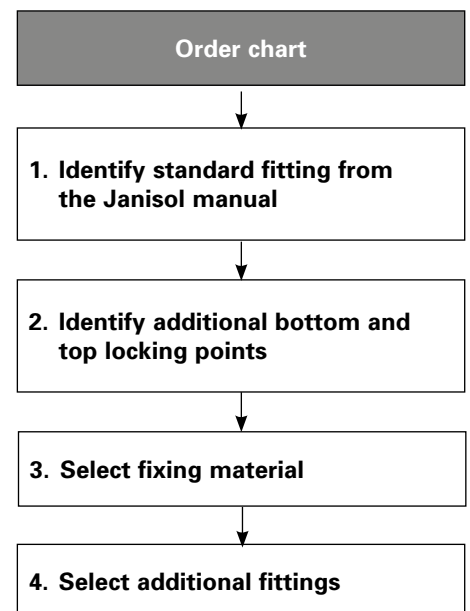 Order chart
1. Identify standard fitting from
the Janisol manual
2. Identify additional bottom and
top locking points
3. Select fixing material
4. Select additional fittings